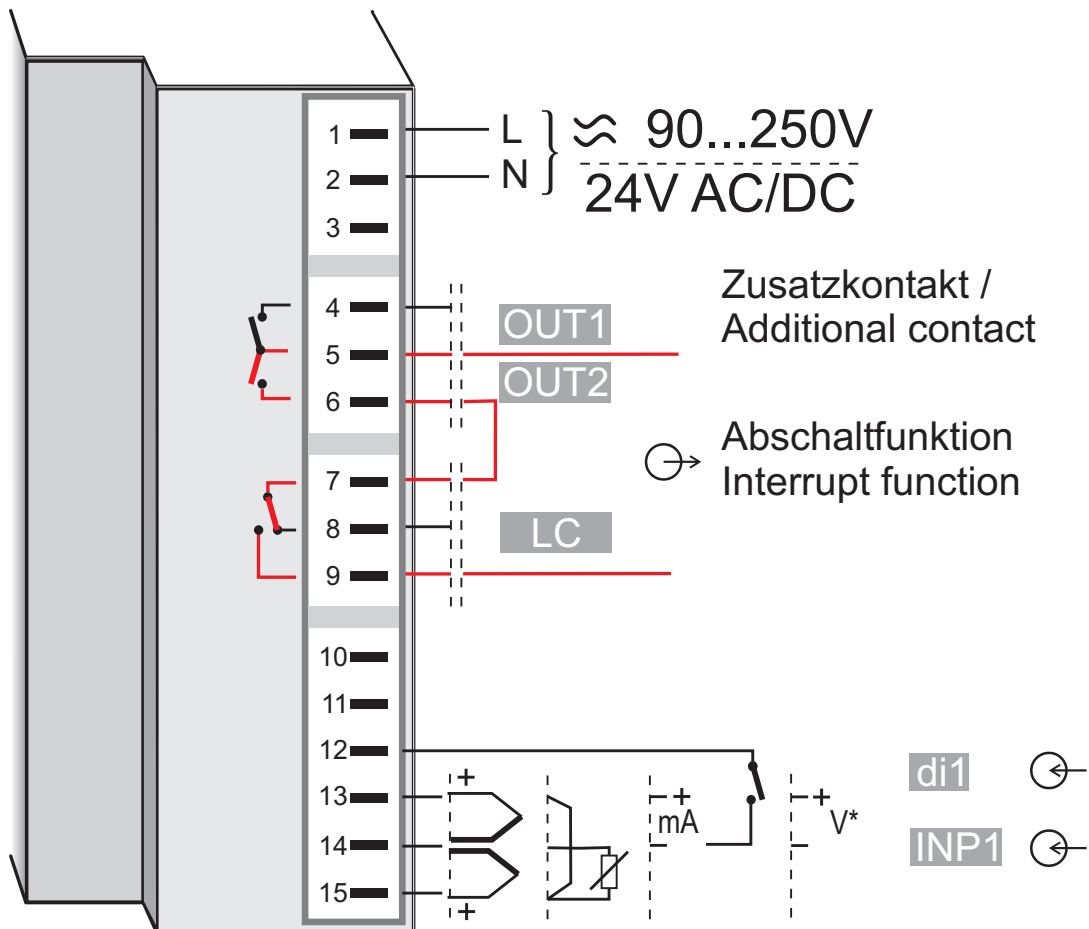 1
L
≈ 90...250V
2
N
24V AC/DC
3
Zusatzkontakt /
Additional contact
4
OUT1
5
OUT2
6
Abschaltfunktion
Interrupt function
7
8
LC
9
10
11
12
di1
13
+
+
mA
+
V*
14
INP1
15
+